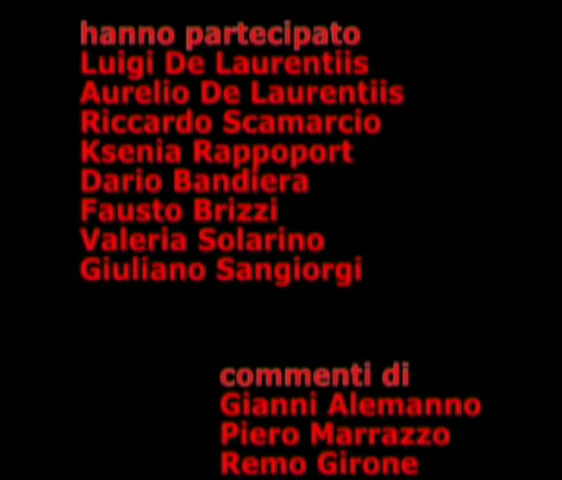 hanno partecipato
Luigi De Laurentiis
Aurelio De Laurentiis
Riccardo Scamarcio
Ksenia Rappoport
Dario Bandiera
Fausto Brizzi
Valeria Solarino
Giuliano Sangiorgi
commenti di
Gianni Alemanno
Piero Marrazzo
Remo Girone